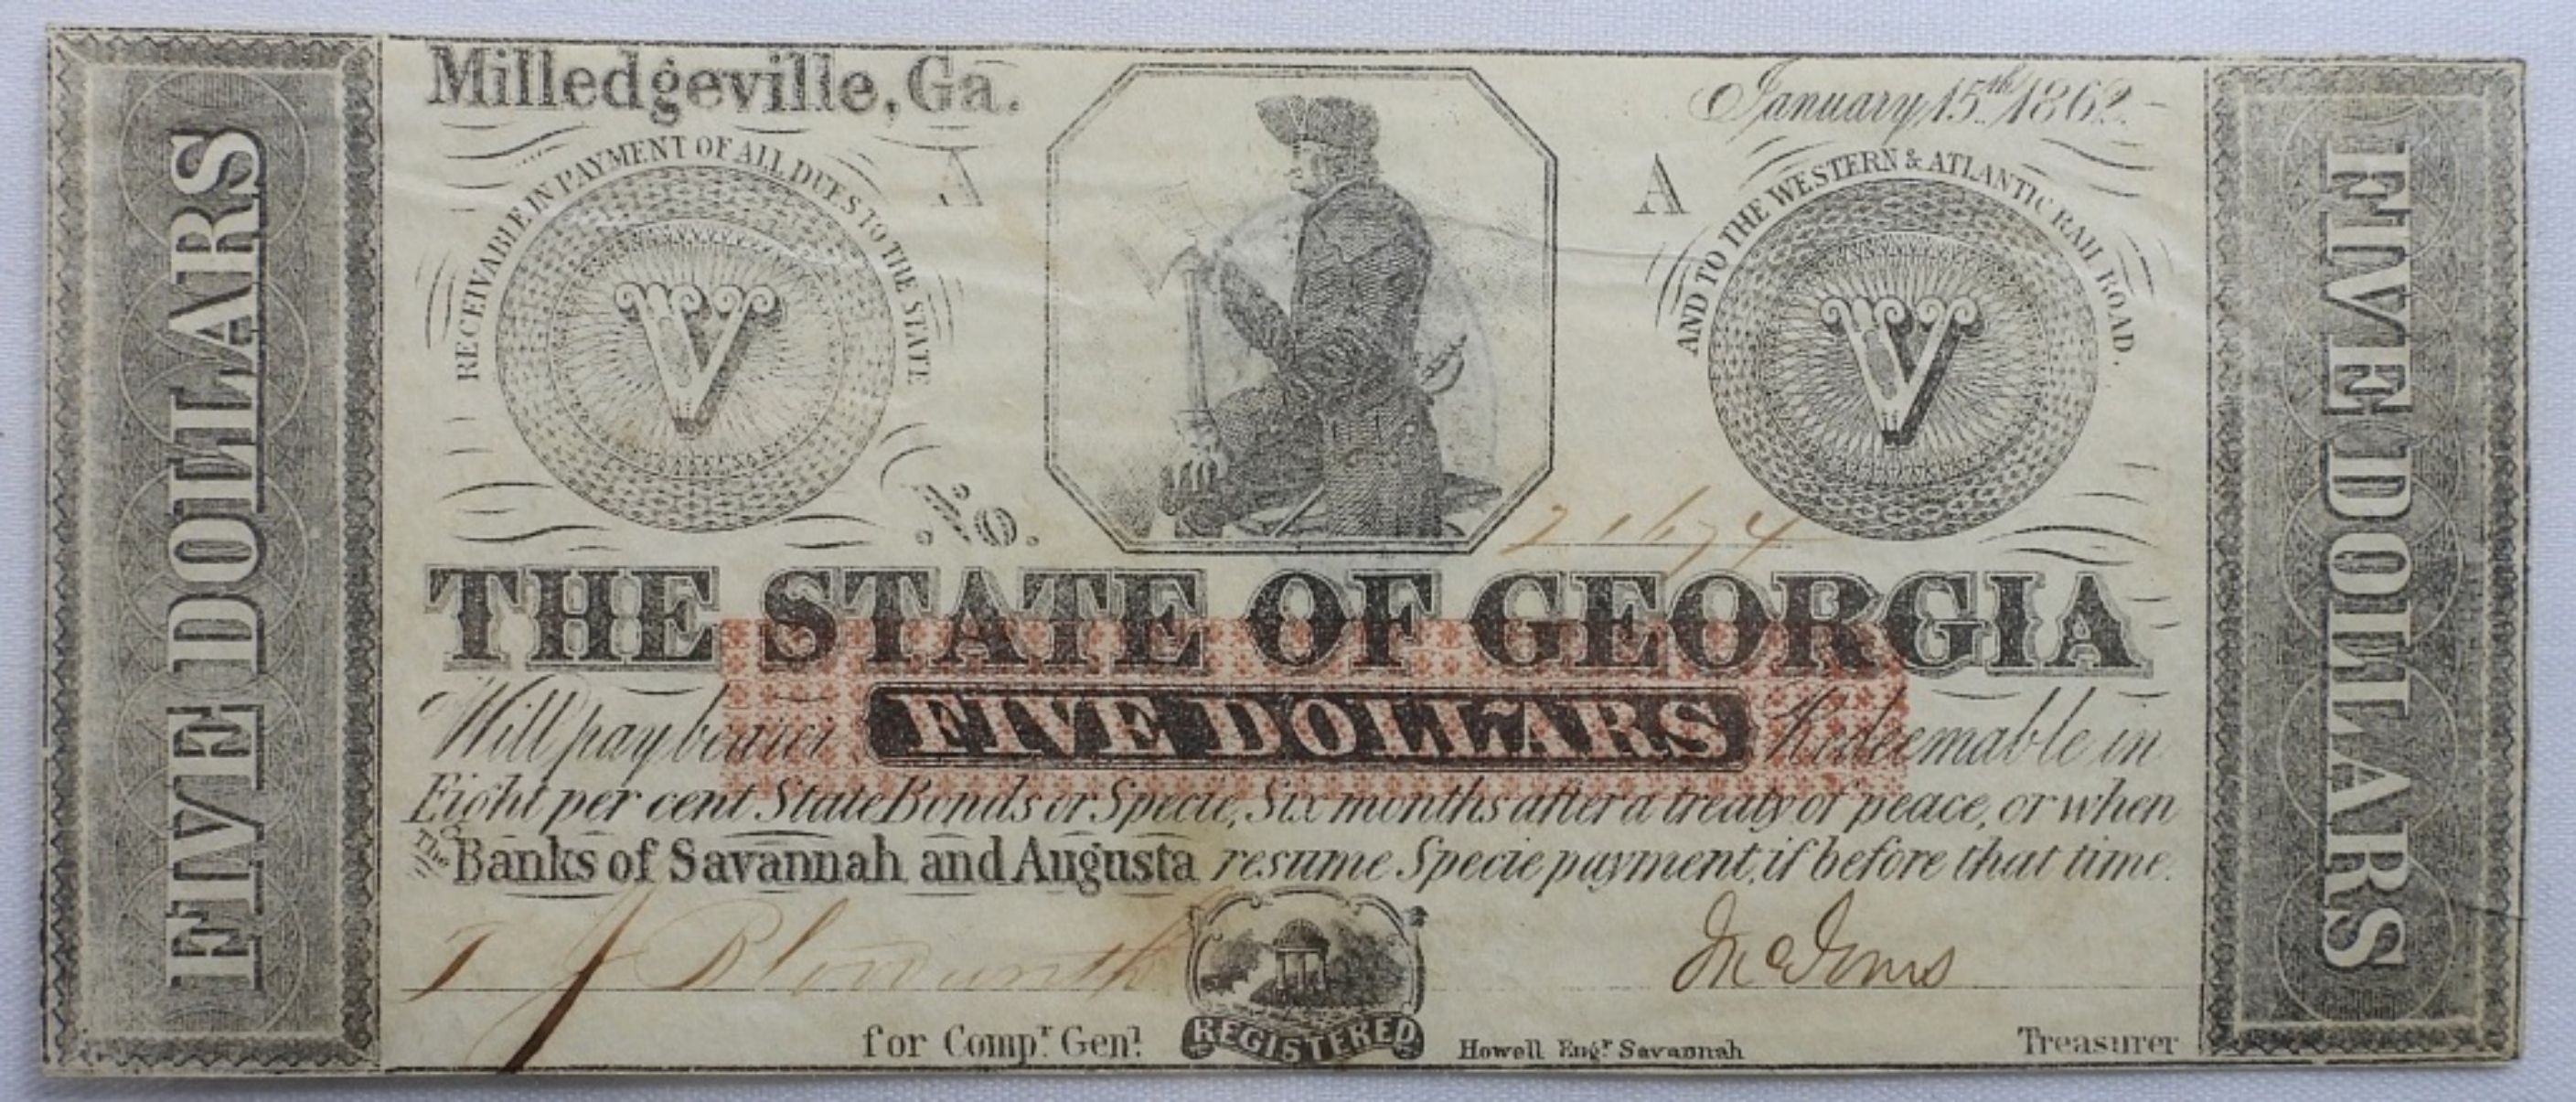 FIVE DOLLARS
Milledgeville, Ga.
January 15th 1862
RECEIVABLE IN PAYMENT OF ALL DUES TO THE STATE
A
A
AND TO THE WESTERN & ATLANTIC RAIL ROAD.
V
V
No.
21674
THE STATE OF GEORGIA
Will pay bearer FIVE DOLLARS Redeemable in
Eight per cent State Bonds or Specie, Six months after a treaty of peace, or when
The Banks of Savannah and Augusta resume Specie payment, if before that time.
for Compr. Genl.
REGISTERED
Howell Engr. Savannah
Treasurer
FIVE DOLLARS